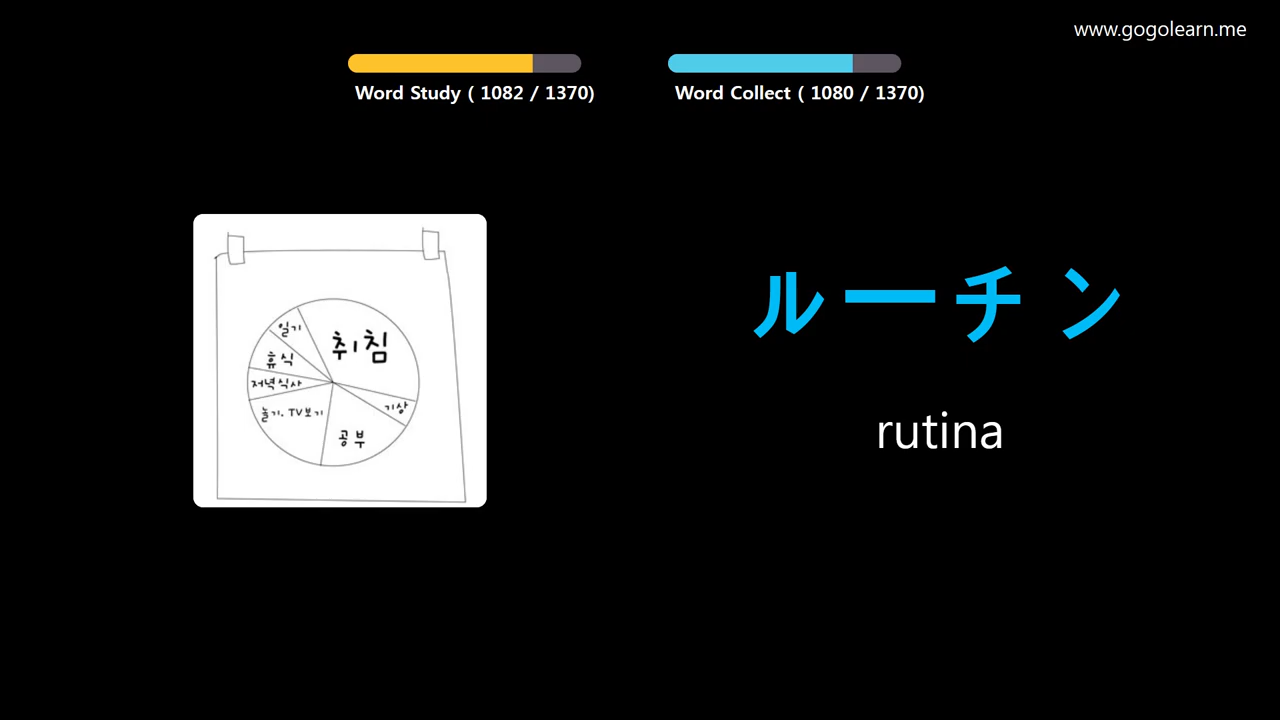 www.gogolearn.me
Word Study ( 1082 / 1370)
Word Collect ( 1080 / 1370)
일기
취침
휴식
저녁식사
놀기. TV보기
기상
공부
ルーチン
rutina